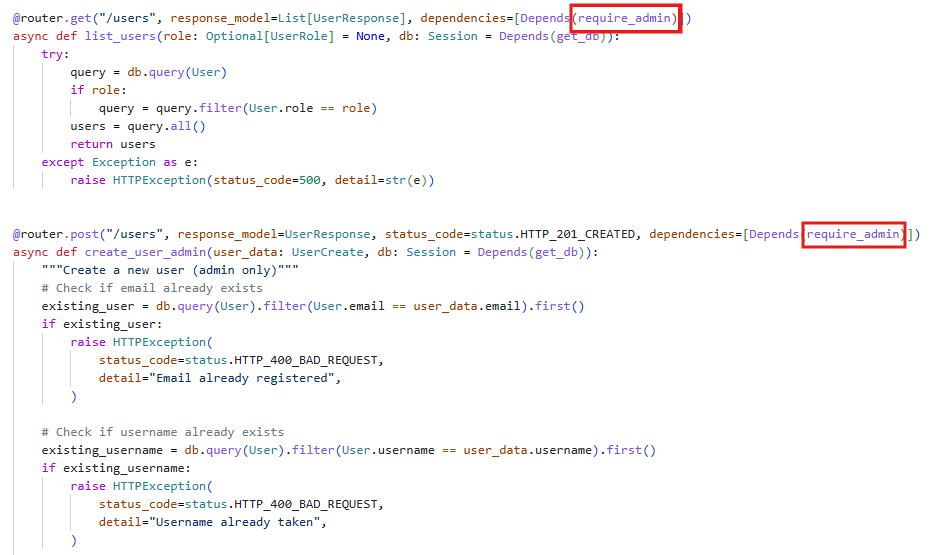 @router.get("/users", response_model=List[UserResponse], dependencies=[Depends(require_admin)])
async def list_users(role: Optional[UserRole] = None, db: Session = Depends(get_db)):
    try:
        query = db.query(User)
        if role:
            query = query.filter(User.role == role)
        users = query.all()
        return users
    except Exception as e:
        raise HTTPException(status_code=500, detail=str(e))
@router.post("/users", response_model=UserResponse, status_code=status.HTTP_201_CREATED, dependencies=[Depends(require_admin)])
async def create_user_admin(user_data: UserCreate, db: Session = Depends(get_db)):
    """Create a new user (admin only)"""
    # Check if email already exists
    existing_user = db.query(User).filter(User.email == user_data.email).first()
    if existing_user:
        raise HTTPException(
            status_code=status.HTTP_400_BAD_REQUEST,
            detail="Email already registered",
        )
    # Check if username already exists
    existing_username = db.query(User).filter(User.username == user_data.username).first()
    if existing_username:
        raise HTTPException(
            status_code=status.HTTP_400_BAD_REQUEST,
            detail="Username already taken",
        )